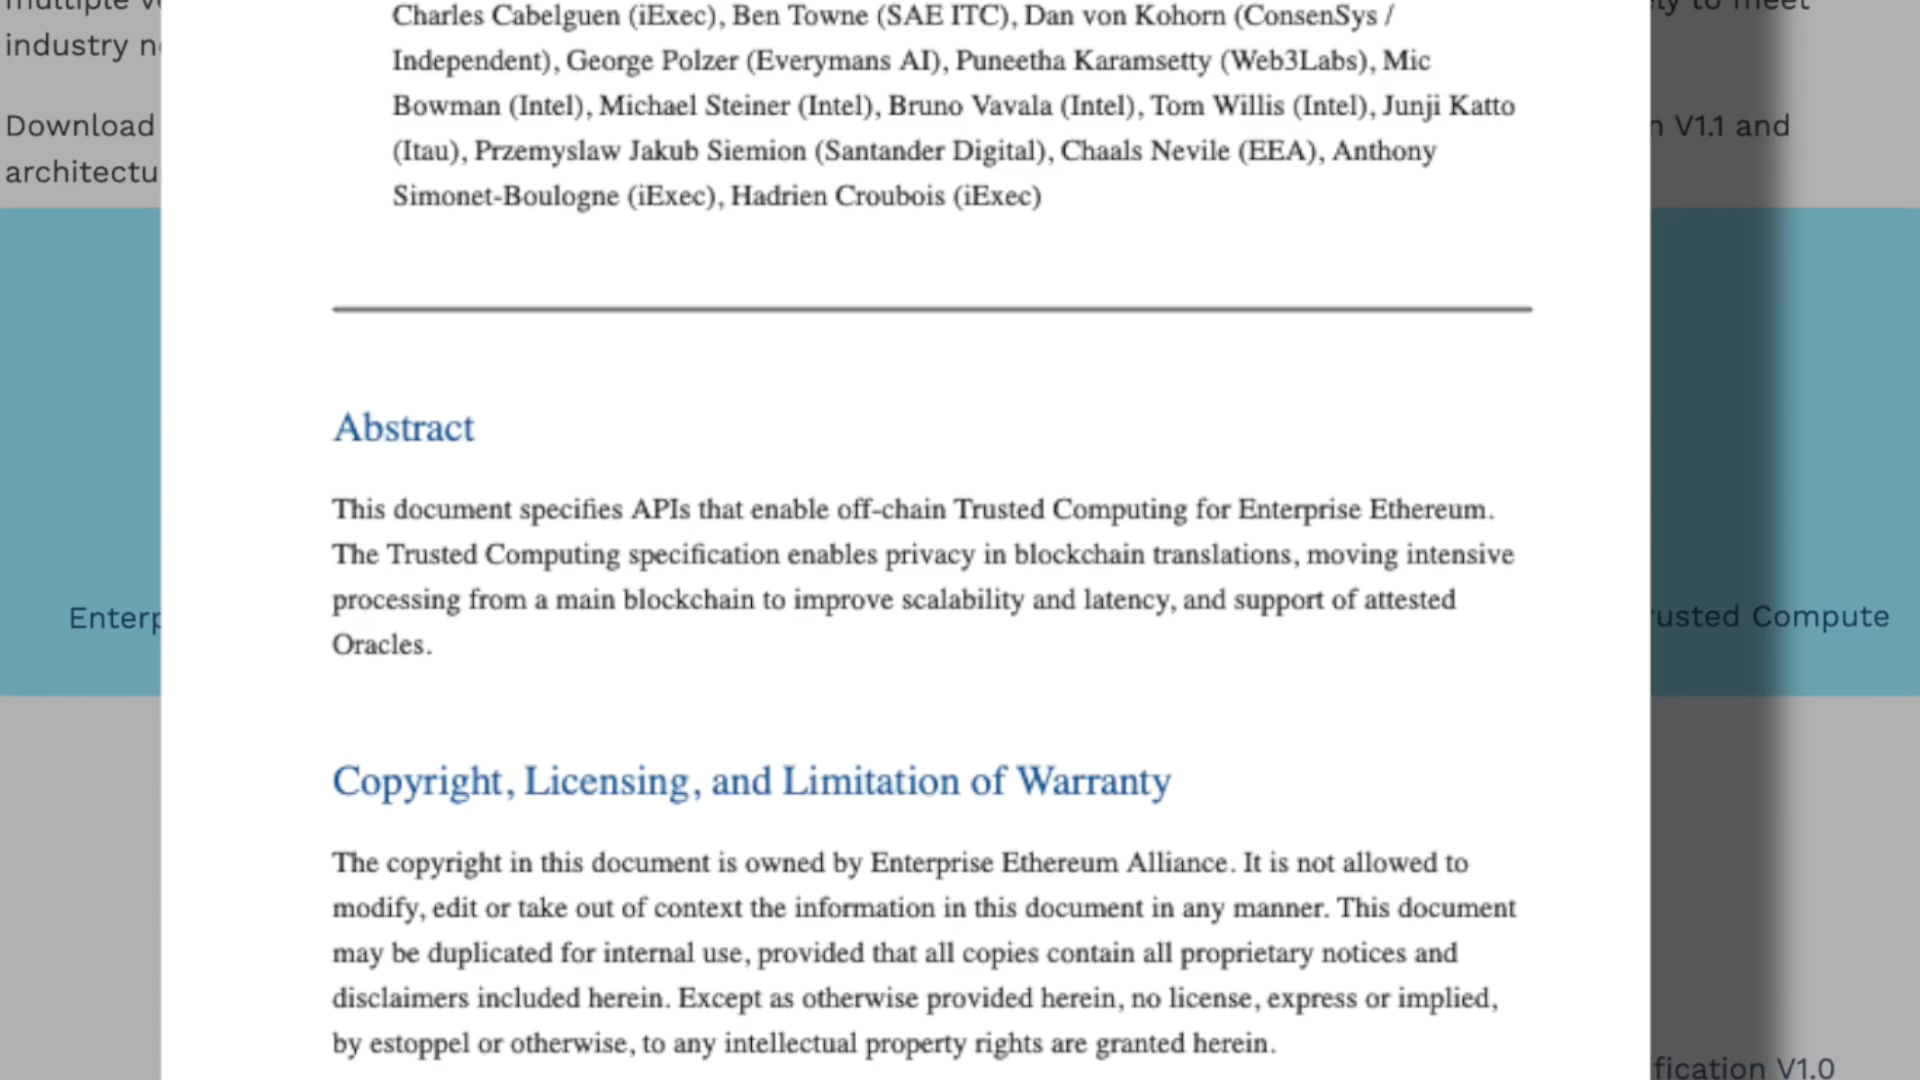 Charles Cabelguen (iExec), Ben Towne (SAE ITC), Dan von Kohorn (ConsenSys /
Independent), George Polzer (Everymans AI), Puneetha Karamsetty (Web3Labs), Mic
Bowman (Intel), Michael Steiner (Intel), Bruno Vavala (Intel), Tom Willis (Intel), Junji Katto
(Itau), Przemyslaw Jakub Siemion (Santander Digital), Chaals Nevile (EEA), Anthony
Simonet-Boulogne (iExec), Hadrien Croubois (iExec)
Abstract
This document specifies APIs that enable off-chain Trusted Computing for Enterprise Ethereum.
The Trusted Computing specification enables privacy in blockchain translations, moving intensive
processing from a main blockchain to improve scalability and latency, and support of attested
Oracles.
Copyright, Licensing, and Limitation of Warranty
The copyright in this document is owned by Enterprise Ethereum Alliance. It is not allowed to
modify, edit or take out of context the information in this document in any manner. This document
may be duplicated for internal use, provided that all copies contain all proprietary notices and
disclaimers included herein. Except as otherwise provided herein, no license, express or implied,
by estoppel or otherwise, to any intellectual property rights are granted herein.
multiple
industry
Download
architectu
Enterp
to meet
V1.1 and
rusted Compute
fication V1.0